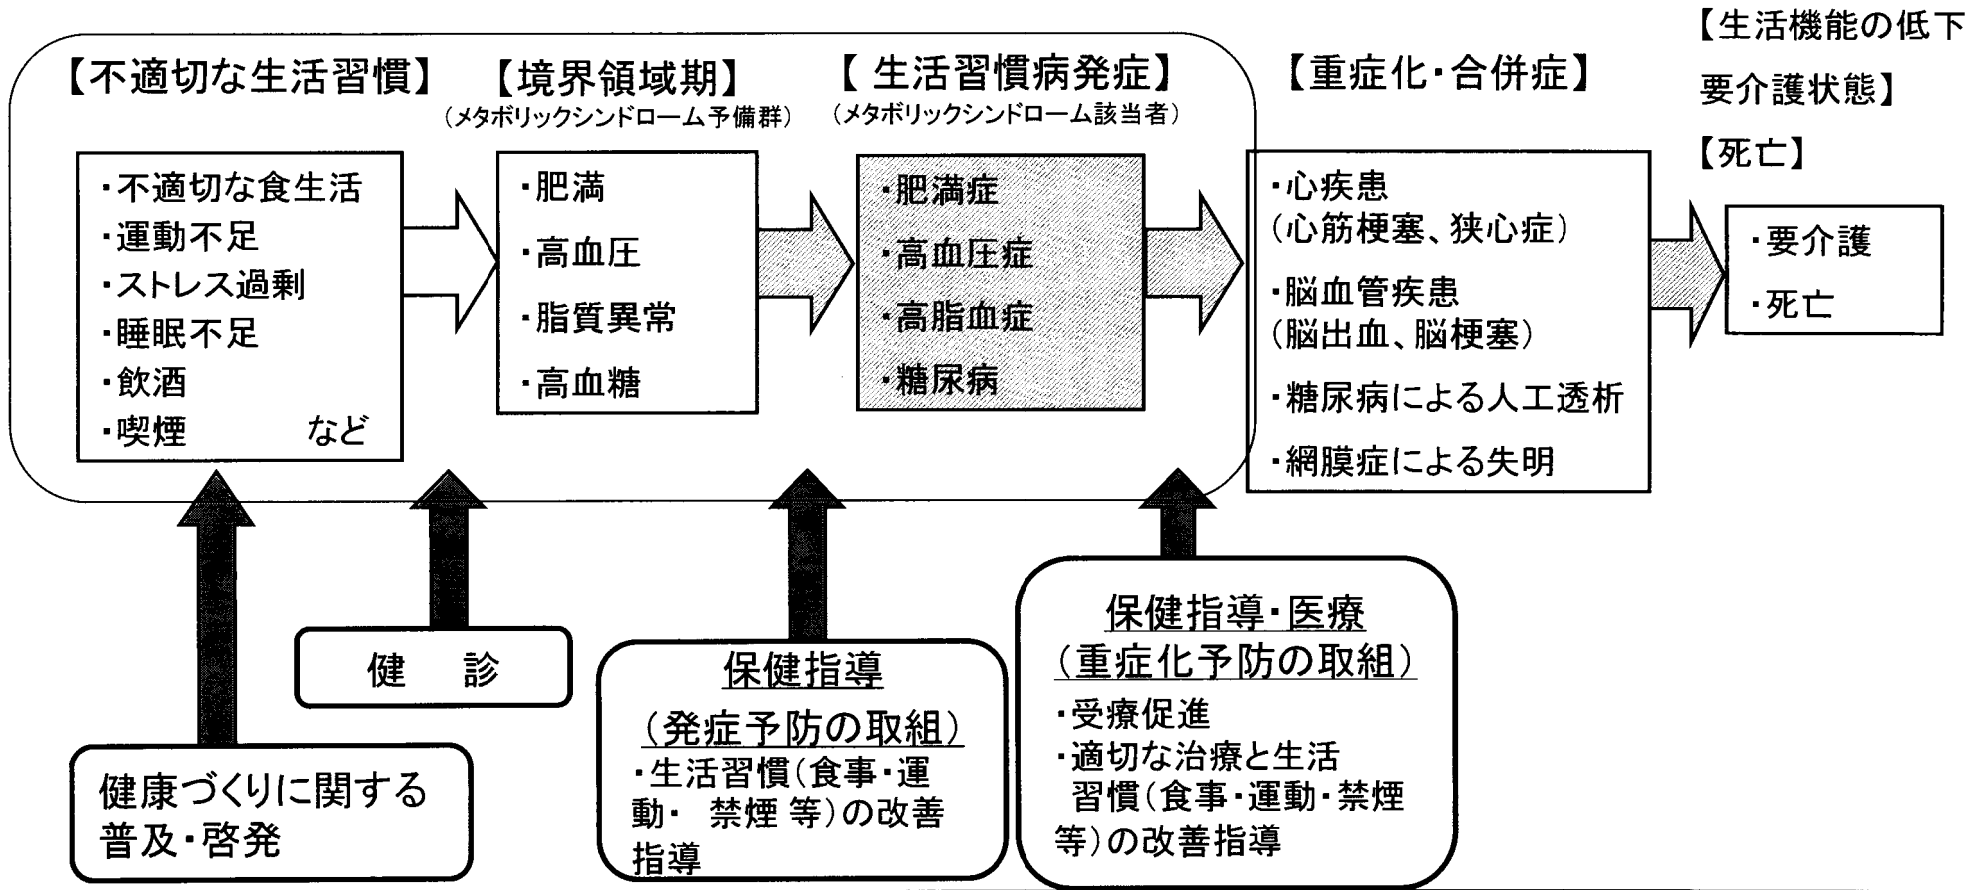 【不適切な生活習慣】
・不適切な食生活
・運動不足
・ストレス過剰
・睡眠不足
・飲酒
・喫煙 など
【境界領域期】
（メタボリックシンドローム予備群）
・肥満
・高血圧
・脂質異常
・高血糖
【生活習慣病発症】
（メタボリックシンドローム該当者）
・肥満症
・高血圧症
・高脂血症
・糖尿病
【重症化・合併症】
・心疾患
（心筋梗塞、狭心症）
・脳血管疾患
（脳出血、脳梗塞）
・糖尿病による人工透析
・網膜症による失明
【生活機能の低下
要介護状態】
【死亡】
・要介護
・死亡
健康づくりに関する
普及・啓発
健 診
保健指導
（発症予防の取組）
・生活習慣（食事・運
動・ 禁煙 等）の改善
指導
保健指導・医療
（重症化予防の取組）
・受療促進
・適切な治療と生活
習慣（食事・運動・禁煙
等）の改善指導